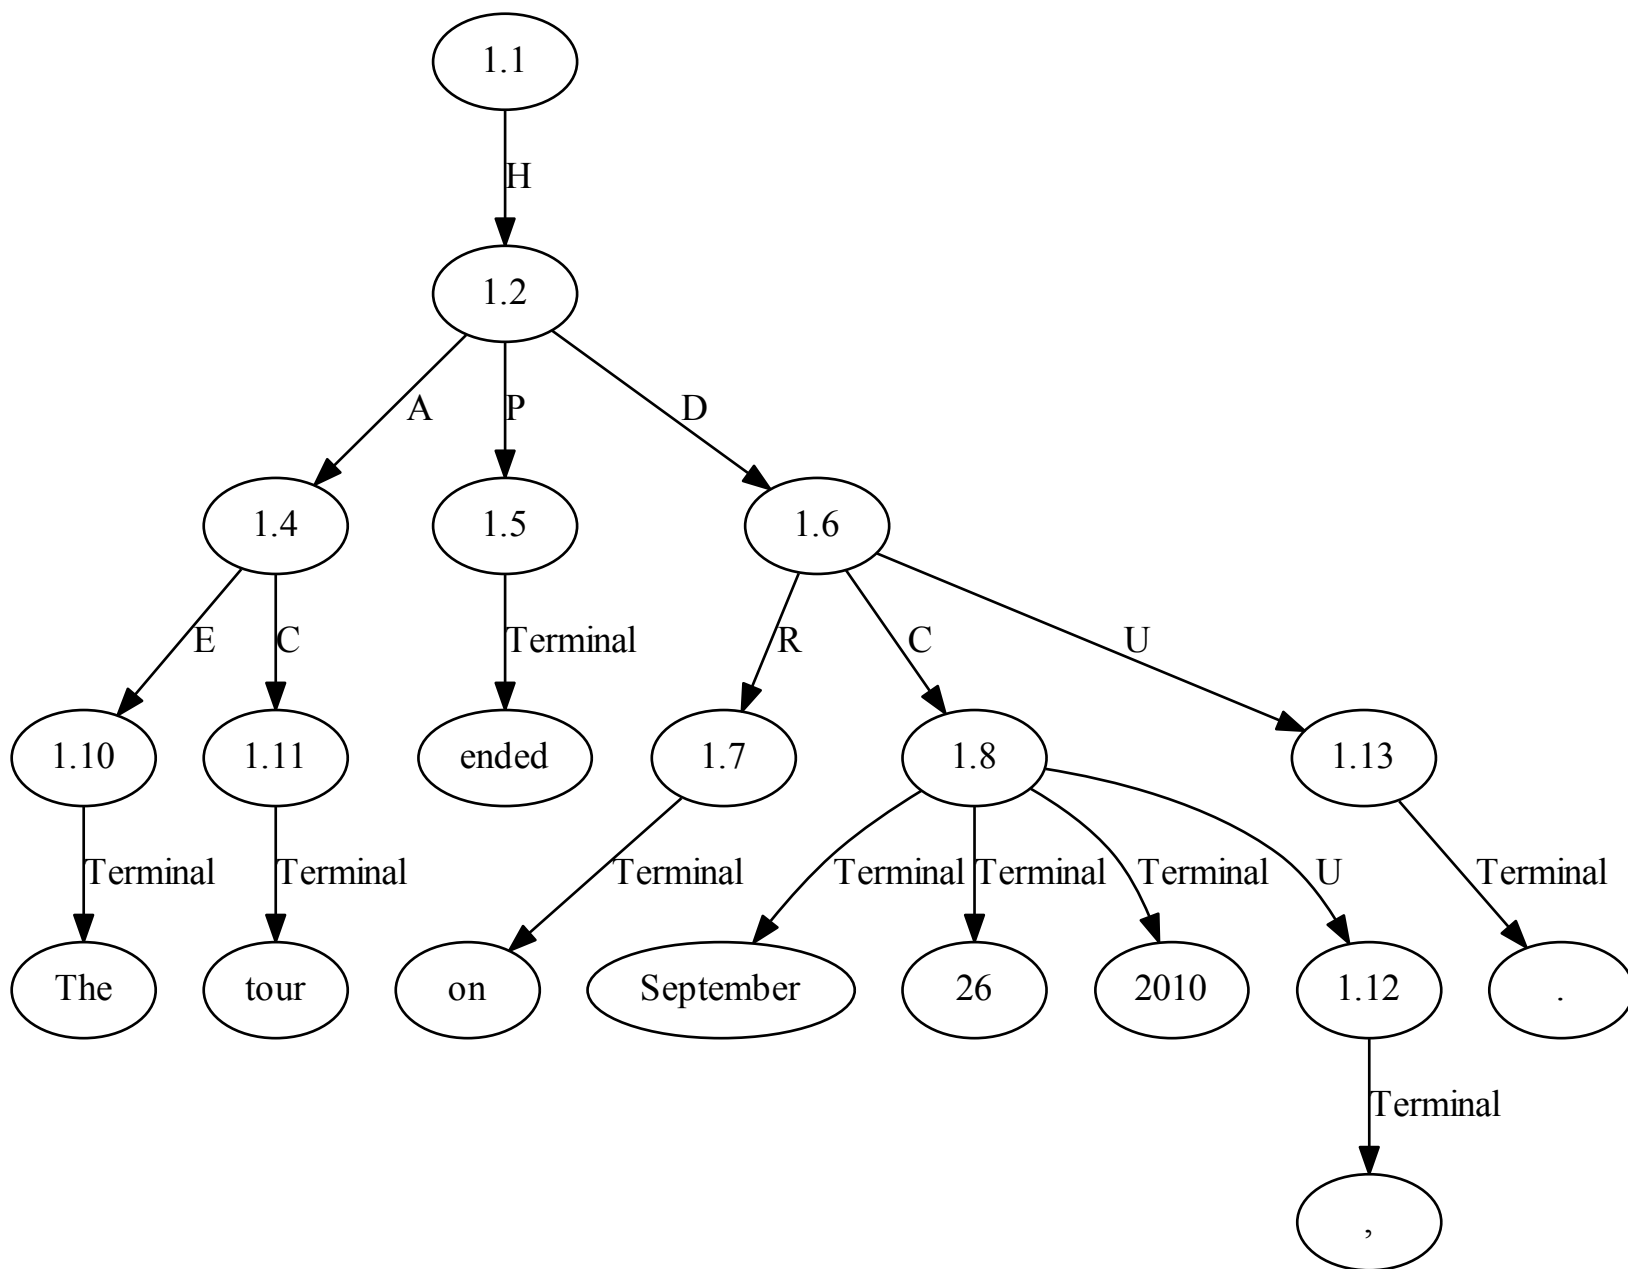 1.1
H
1.2
A P D
1.4 1.5 1.6
E C Terminal R C U
1.10 1.11 ended 1.7 1.8 1.13
Terminal Terminal Terminal Terminal Terminal Terminal U Terminal
The tour on September 26 2010 1.12 .
Terminal
,